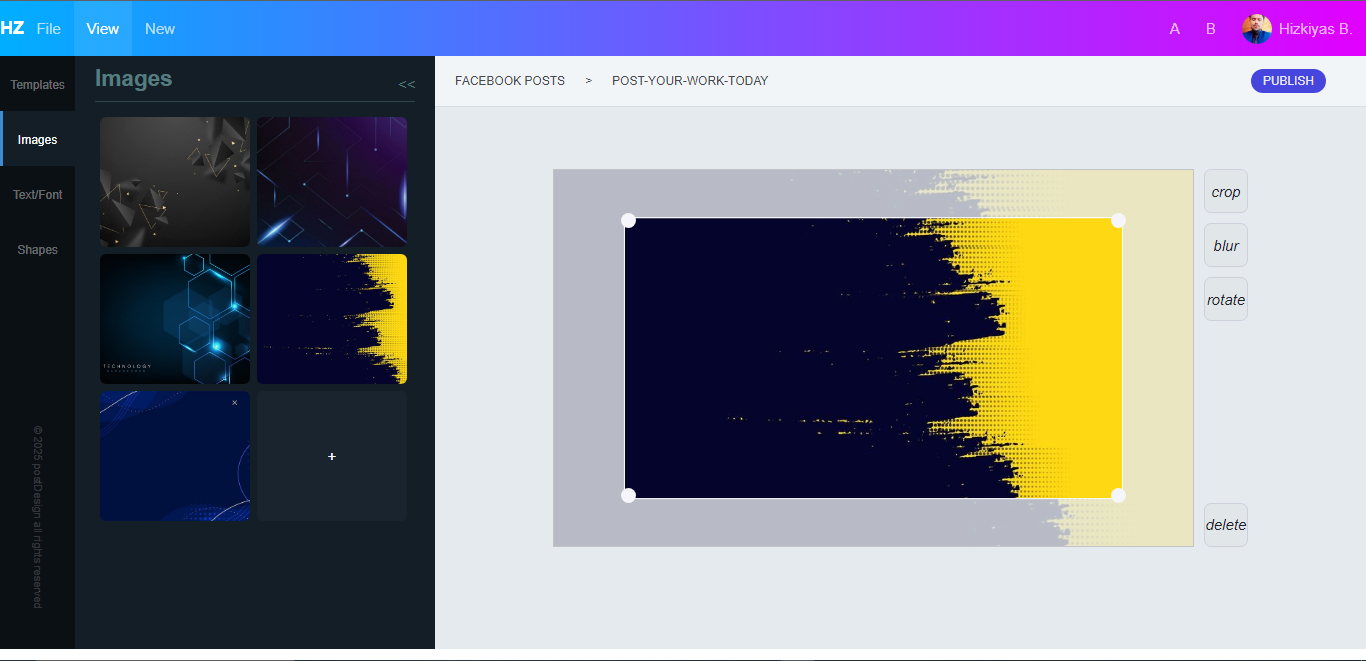 HZ File View New A B Hizkiyas B.
Templates
Images
Text/Font
Shapes
© 2025 postDesign all rights reserved
Images <<
TECHNOLOGY
×
+
FACEBOOK POSTS > POST-YOUR-WORK-TODAY PUBLISH
crop
blur
rotate
delete